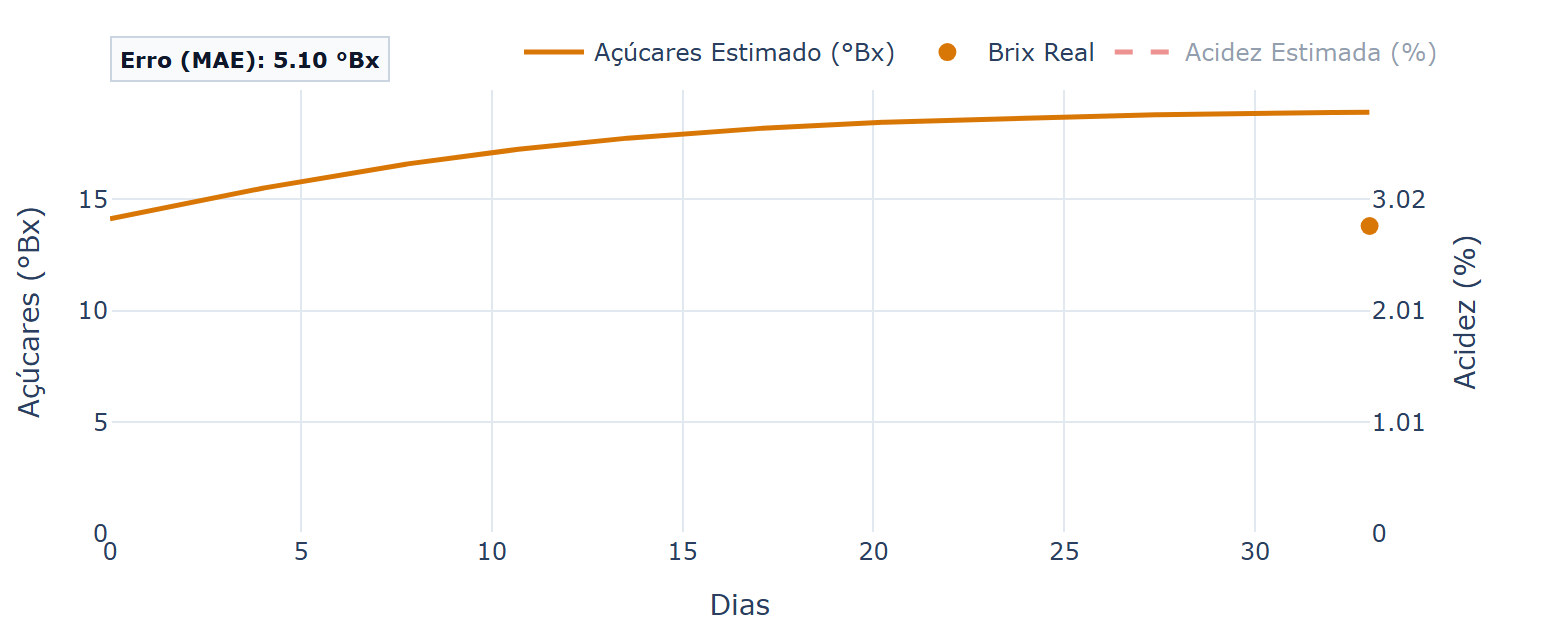 Erro (MAE): 5.10 ºBx
Açúcares Estimado (°Bx)
Brix Real
Acidez Estimada (%)
15
10
5
0
Açúcares (°Bx)
3.02
2.01
1.01
0
Acidez (%)
0 5 10 15 20 25 30
Dias